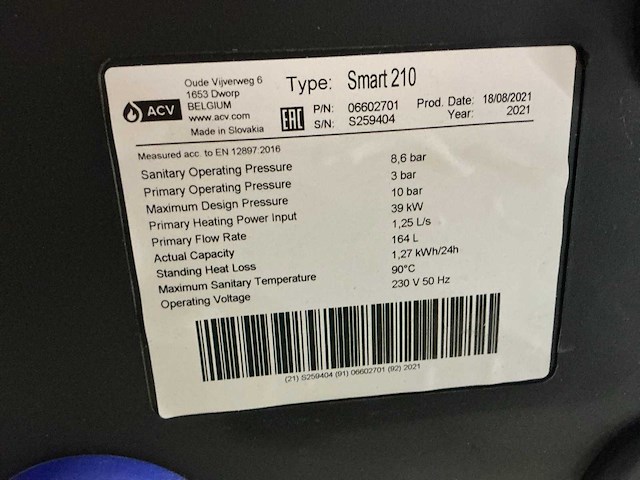 Oude Vijverweg 6
1653 Dworp
BELGIUM
www.acv.com
Made in Slovakia
ACV
Type: Smart 210
EAC
P/N: 06602701 Prod. Date: 18/08/2021
S/N: S259404 Year: 2021
Measured acc. to EN 12897:2016
Sanitary Operating Pressure 8,6 bar
Primary Operating Pressure 3 bar
Maximum Design Pressure 10 bar
Primary Heating Power Input 39 kW
Primary Flow Rate 1,25 L/s
Actual Capacity 164 L
Standing Heat Loss 1,27 kWh/24h
Maximum Sanitary Temperature 90°C
Operating Voltage 230 V 50 Hz
(21) S259404 (91) 06602701 (92) 2021